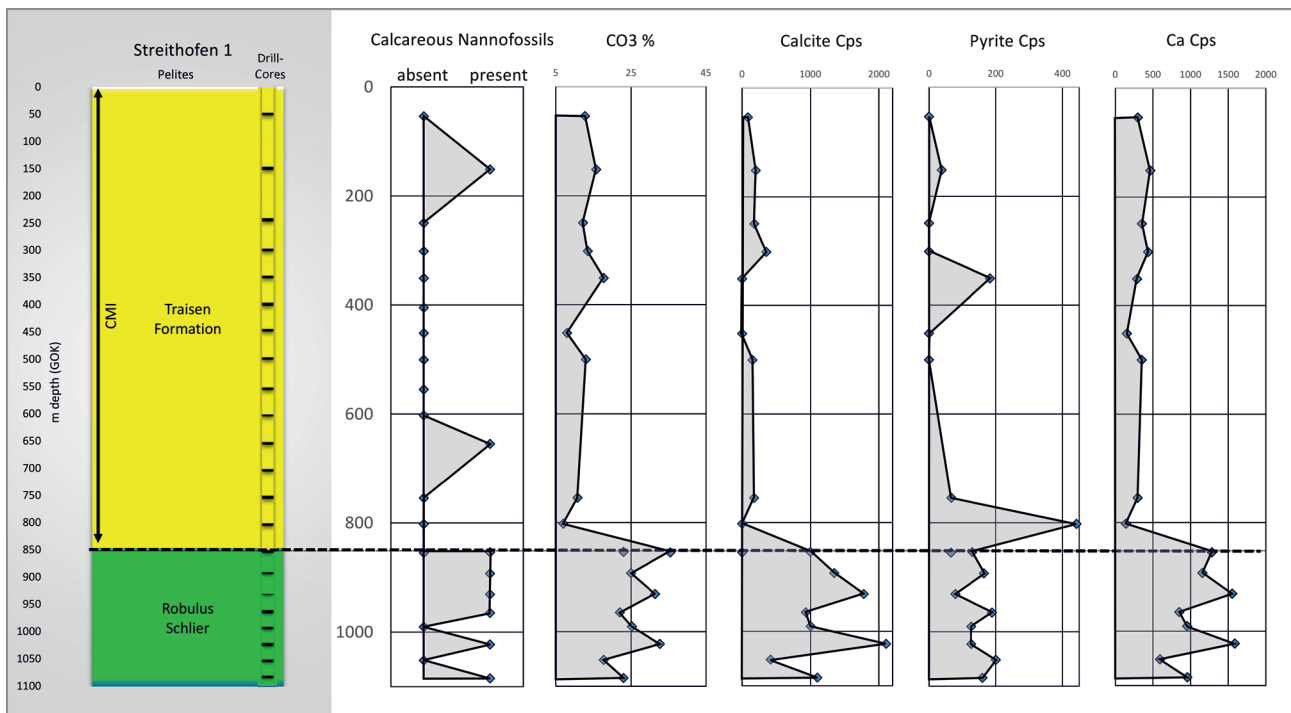 Streithofen 1
Pelites
Drill-
Cores
0
50
100
150
200
250
300
350
400
450
500
550
600
650
700
750
800
850
900
950
1000
1050
1100
m depth (GOK)
CMI
Traisen
Formation
Robulus
Schlier
Calcareous Nannofossils
absent present
0
200
400
600
800
1000
CO3 %
5 25 45
Calcite Cps
0 1000 2000
Pyrite Cps
0 200 400
Ca Cps
0 500 1000 1500 2000